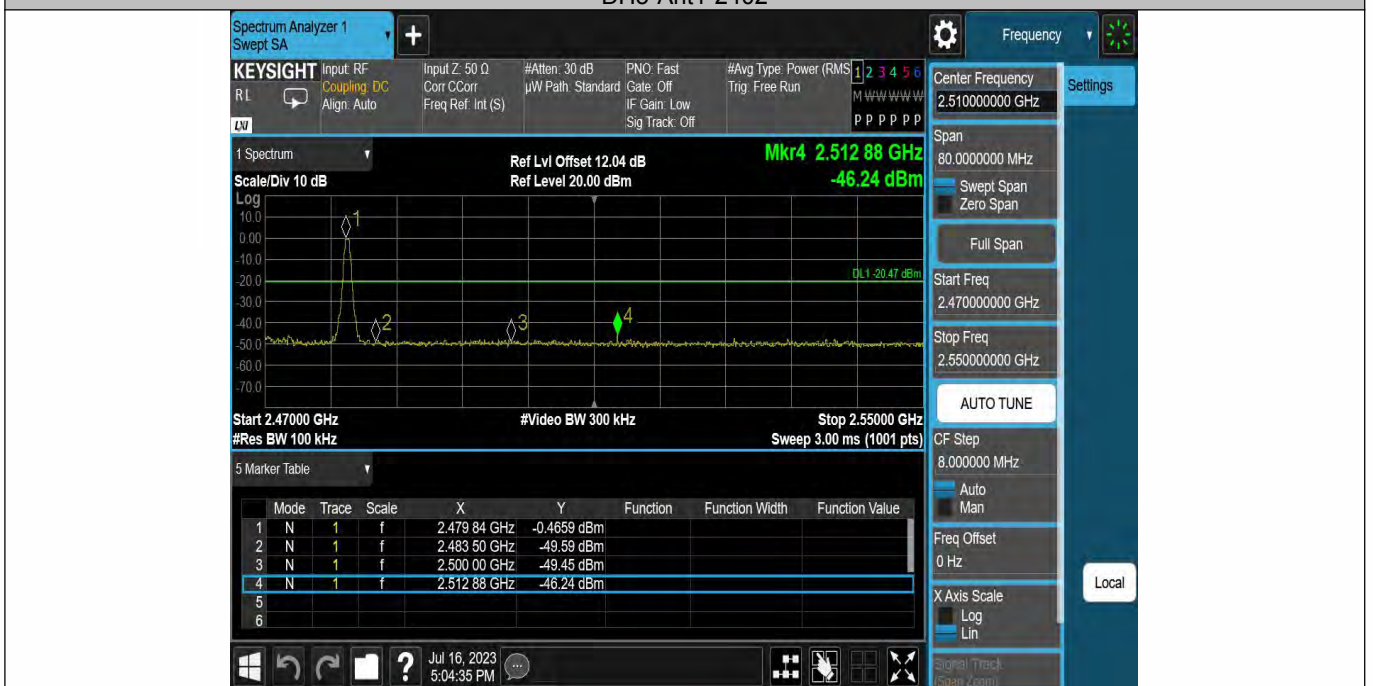 Spectrum Analyzer 1
Swept SA
+
Frequency
KEYSIGHT
RL
LXI
Input: RF
Coupling: DC
Align: Auto
Input Z: 50 Ω
Corr CCorr
Freq Ref: Int (S)
#Atten: 30 dB
µW Path: Standard
PNO: Fast
Gate: Off
IF Gain: Low
Sig Track: Off
#Avg Type: Power (RMS
Trig: Free Run
1 2 3 4 5 6
M W W W W W
P P P P P P
1 Spectrum
Scale/Div 10 dB
Ref Lvl Offset 12.04 dB
Ref Level 20.00 dBm
Mkr4 2.512 88 GHz
-46.24 dBm
Log
10.0
0.00
-10.0
-20.0
-30.0
-40.0
-50.0
-60.0
-70.0
1
2
3
4
DL1 -20.47 dBm
Start 2.47000 GHz
#Res BW 100 kHz
#Video BW 300 kHz
Stop 2.55000 GHz
Sweep 3.00 ms (1001 pts)
5 Marker Table
Mode Trace Scale X Y Function Function Width Function Value
1 N 1 f 2.479 84 GHz -0.4659 dBm
2 N 1 f 2.483 50 GHz -49.59 dBm
3 N 1 f 2.500 00 GHz -49.45 dBm
4 N 1 f 2.512 88 GHz -46.24 dBm
5
6
Center Frequency
2.510000000 GHz
Settings
Span
80.0000000 MHz
Swept Span
Zero Span
Full Span
Start Freq
2.470000000 GHz
Stop Freq
2.550000000 GHz
AUTO TUNE
CF Step
8.000000 MHz
Auto
Man
Freq Offset
0 Hz
X Axis Scale
Log
Lin
Local
Signal Track
(Span Zoom)
?
Jul 16, 2023
5:04:35 PM